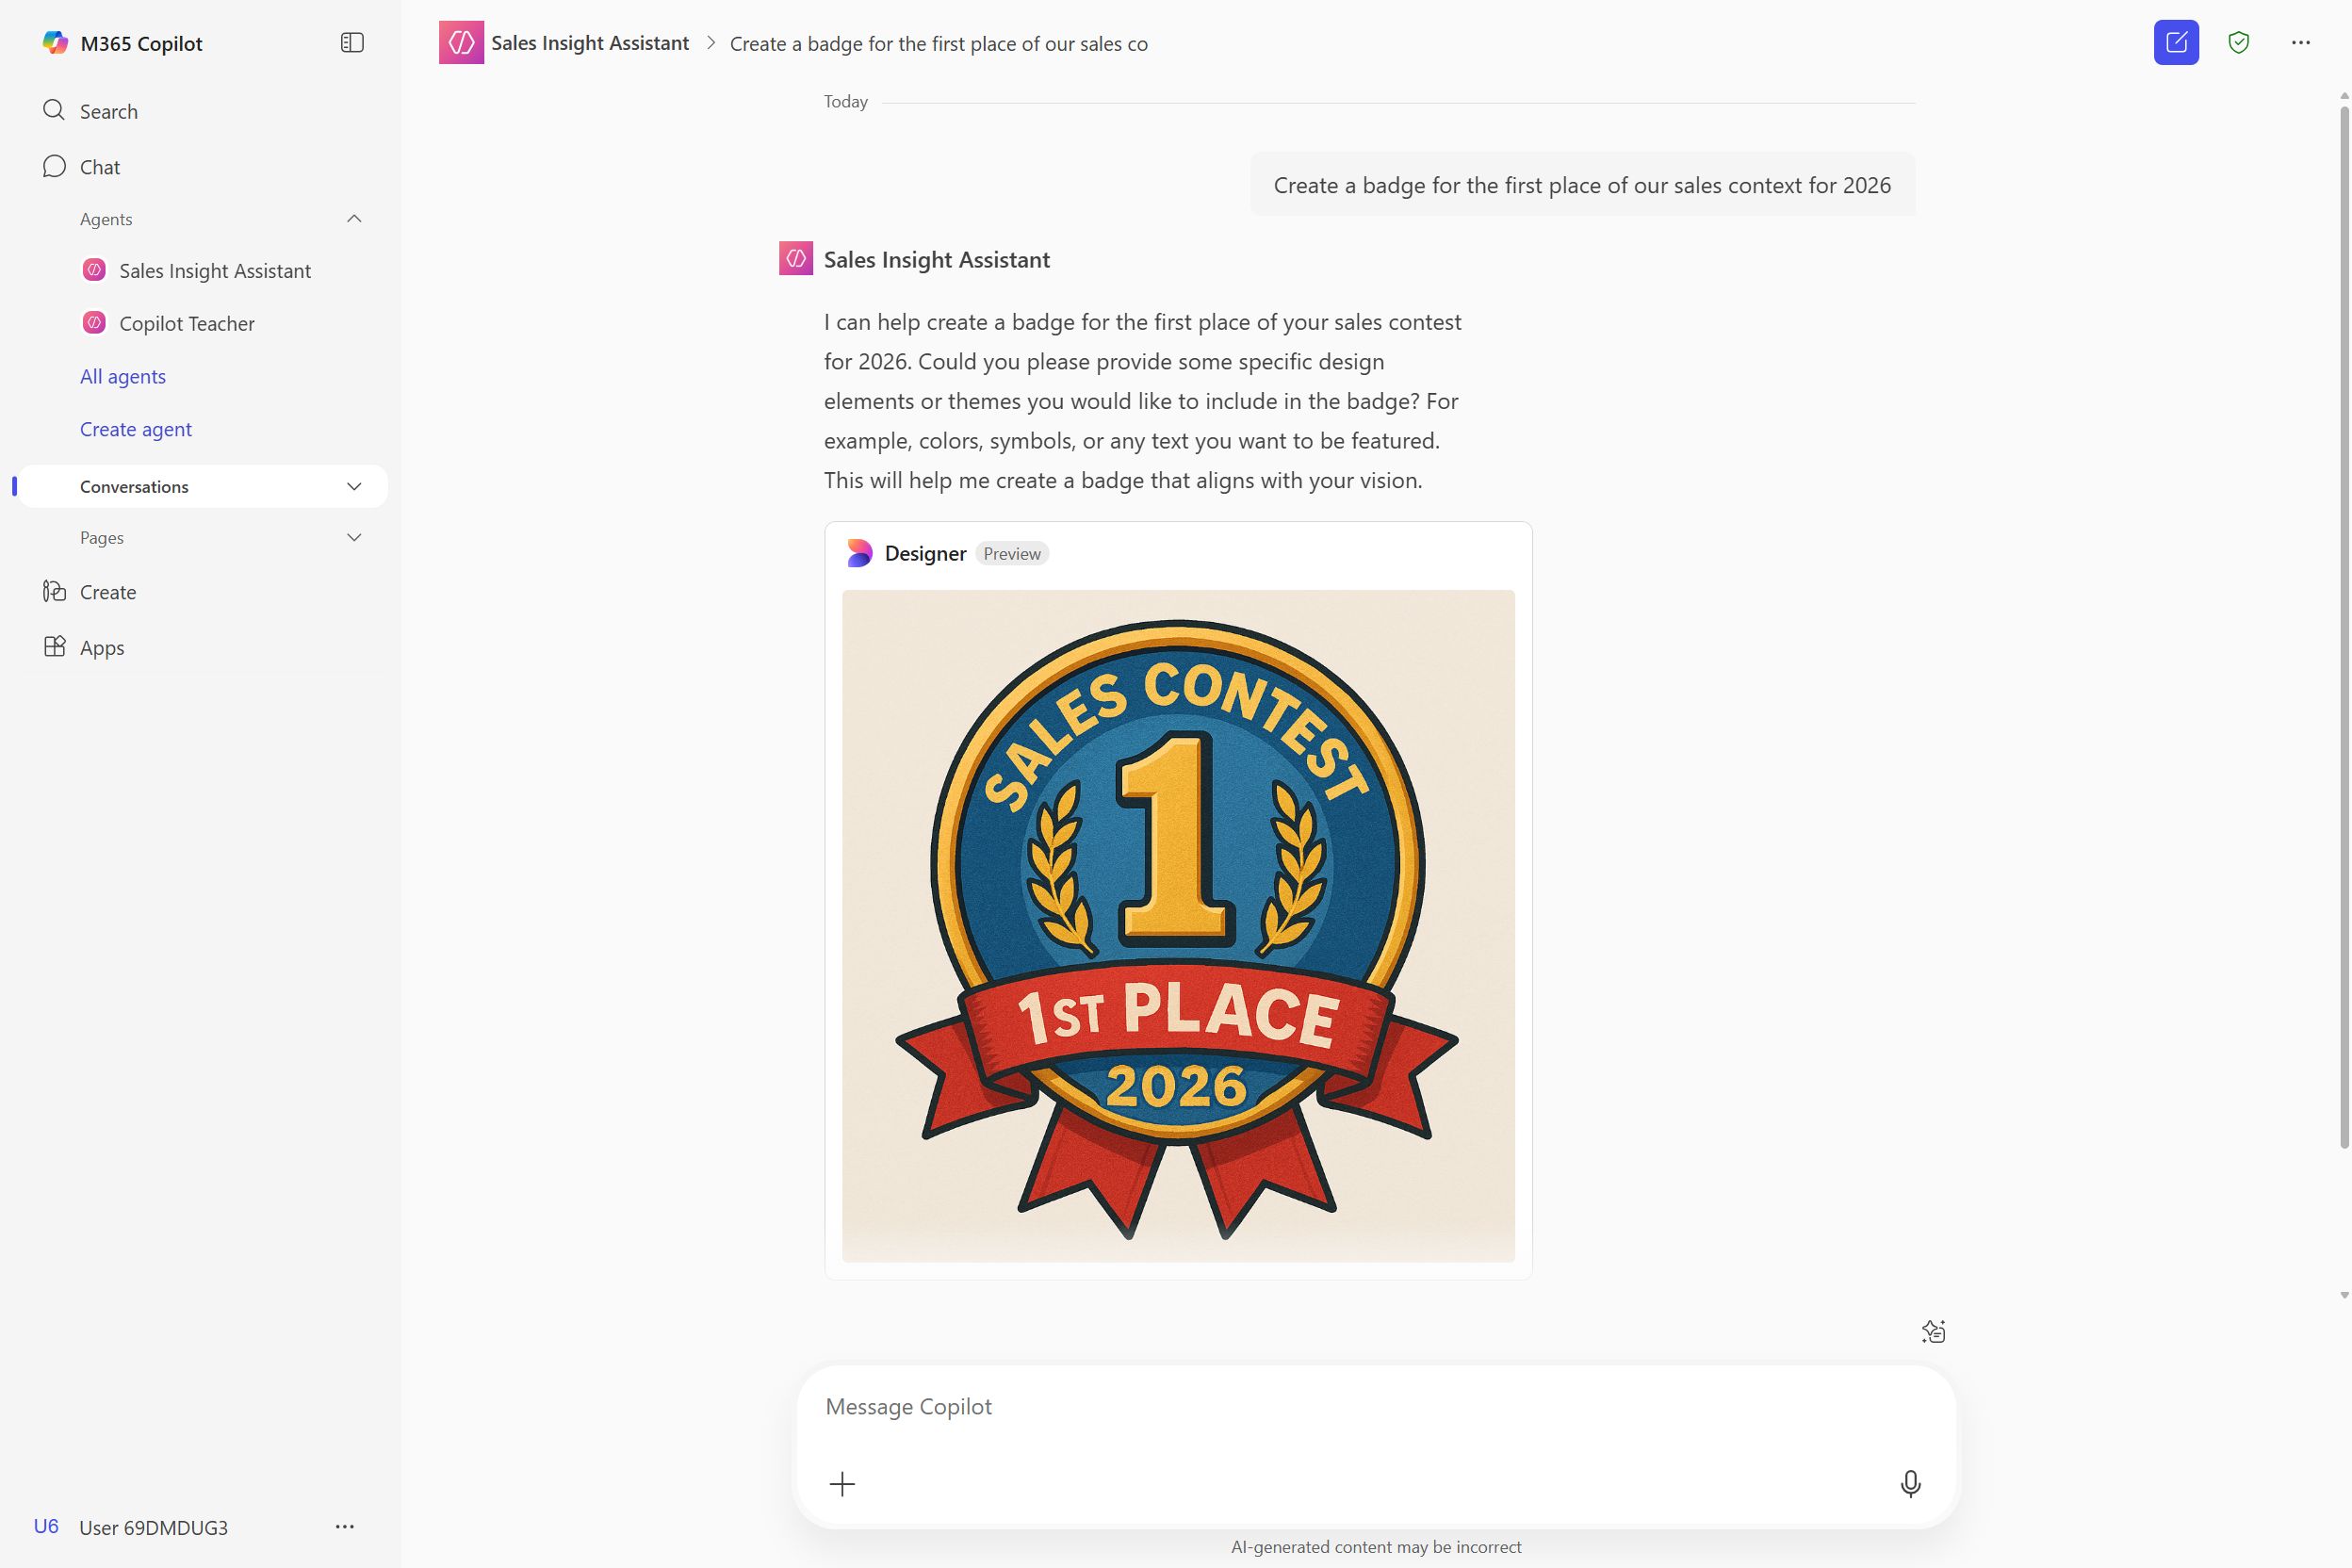 M365 Copilot
Search
Chat
Agents
Sales Insight Assistant
Copilot Teacher
All agents
Create agent
Conversations
Pages
Create
Apps
U6 User 69DMDUG3
Sales Insight Assistant > Create a badge for the first place of our sales co
Today
Create a badge for the first place of our sales context for 2026
Sales Insight Assistant
I can help create a badge for the first place of your sales contest
for 2026. Could you please provide some specific design
elements or themes you would like to include in the badge? For
example, colors, symbols, or any text you want to be featured.
This will help me create a badge that aligns with your vision.
Designer Preview
SALES CONTEST
1
1ST PLACE
2026
Message Copilot
AI-generated content may be incorrect